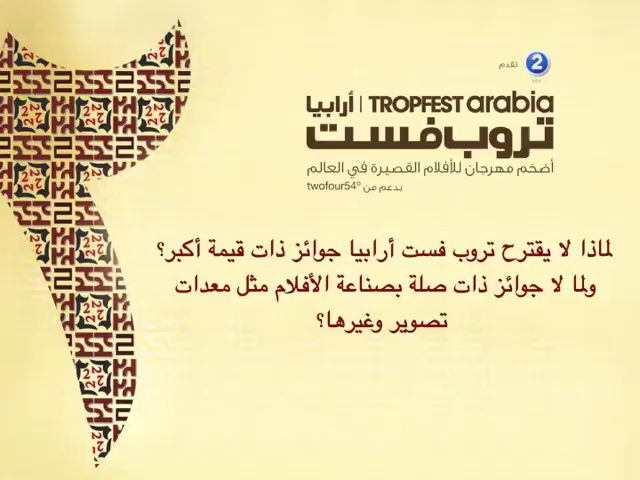 2 تقدم
أرابيا | TROPFEST arabia
تروب فست
أضخم مهرجان للأفلام القصيرة في العالم
بدعم من twofour54°
لماذا لا يقترح تروب فست أرابيا جوائز ذات قيمة أكبر؟
ولما لا جوائز ذات صلة بصناعة الأفلام مثل معدات
تصوير وغيرها؟